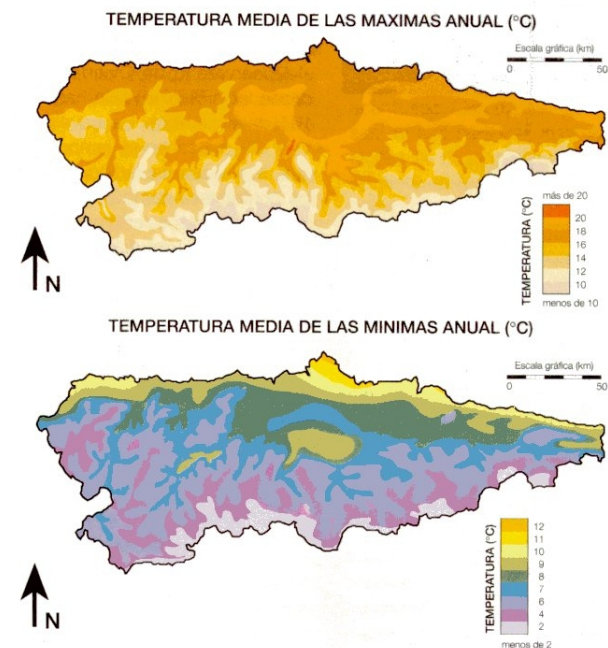 TEMPERATURA MEDIA DE LAS MAXIMAS ANUAL (°C)
Escala gráfica (km)
0 50
más de 20
20
18
16
14
12
10
menos de 10
TEMPERATURA (°C)
N
TEMPERATURA MEDIA DE LAS MINIMAS ANUAL (°C)
Escala gráfica (km)
0 50
12
11
10
9
8
7
6
4
2
menos de 2
TEMPERATURA (°C)
N